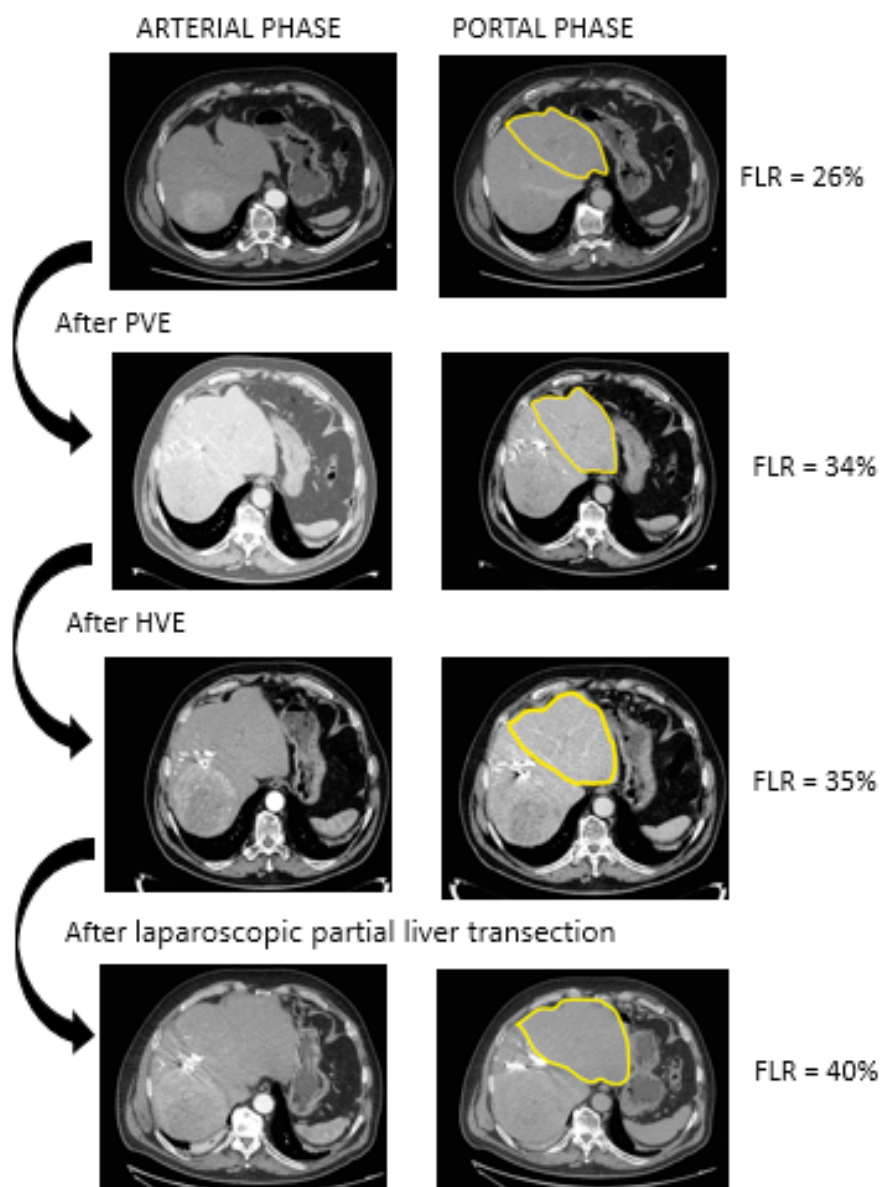 ARTERIAL PHASE PORTAL PHASE
FLR = 26%
After PVE
FLR = 34%
After HVE
FLR = 35%
After laparoscopic partial liver transection
FLR = 40%